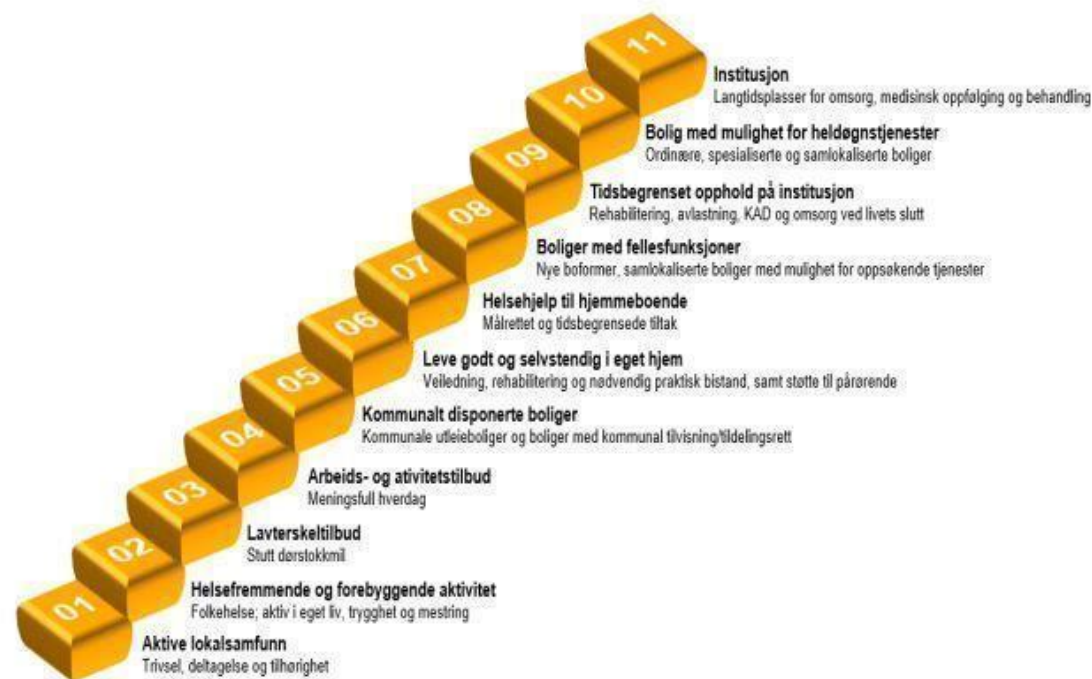 11
Institusjon
Langtidsplasser for omsorg, medisinsk oppfølging og behandling
10
Bolig med mulighet for heldøgnstjenester
Ordinære, spesialiserte og samlokaliserte boliger
09
Tidsbegrenset opphold på institusjon
Rehabilitering, avlastning, KAD og omsorg ved livets slutt
08
Boliger med fellesfunksjoner
Nye boformer, samlokaliserte boliger med mulighet for oppsøkende tjenester
07
Helsehjelp til hjemmeboende
Målrettet og tidsbegrensede tiltak
06
Leve godt og selvstendig i eget hjem
Veiledning, rehabilitering og nødvendig praktisk bistand, samt støtte til pårørende
05
Kommunalt disponerte boliger
Kommunale utleieboliger og boliger med kommunal tilvisning/tildelingsrett
04
Arbeids- og ativitetstilbud
Meningsfull hverdag
03
Lavterskeltilbud
Stutt dørstokkmil
02
Helsefremmende og forebyggende aktivitet
Folkehelse; aktiv i eget liv, trygghet og mestring
01
Aktive lokalsamfunn
Trivsel, deltagelse og tilhørighet